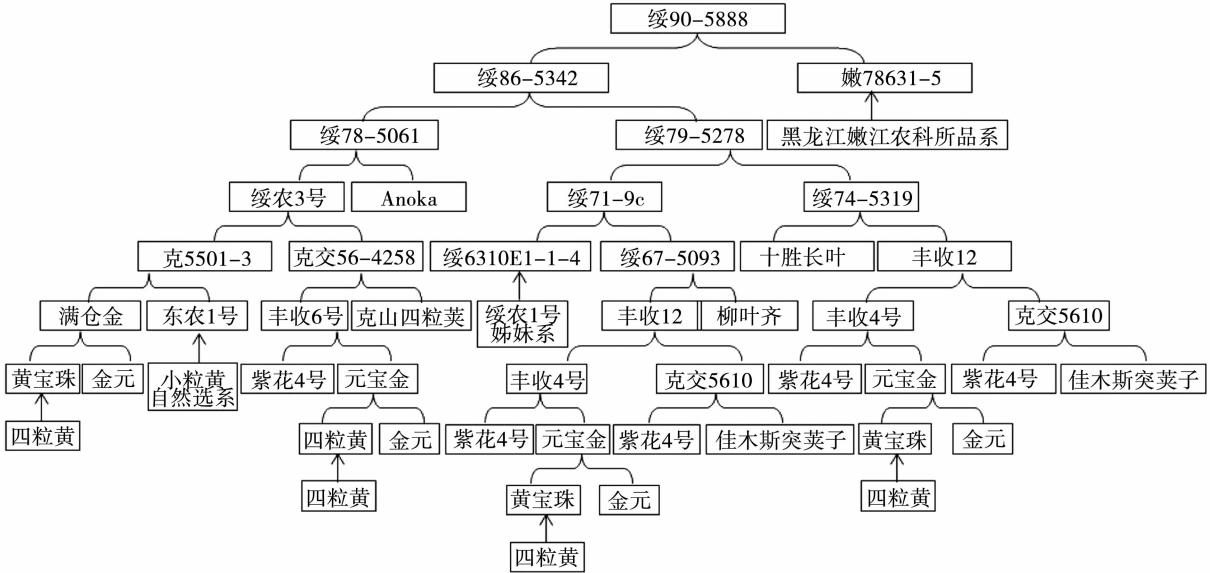 绥90-5888
绥86-5342
嫩78631-5
绥78-5061
绥79-5278
黑龙江嫩江农科所品系
绥农3号
Anoka
绥71-9c
绥74-5319
克5501-3
克交56-4258
绥6310E1-1-4
绥67-5093
十胜长叶
丰收12
满仓金
东农1号
丰收6号
克山四粒荚
绥农1号
姊妹系
丰收12
柳叶齐
丰收4号
克交5610
黄宝珠
金元
小粒黄
自然选系
紫花4号
元宝金
丰收4号
克交5610
紫花4号
元宝金
紫花4号
佳木斯突荚子
四粒黄
四粒黄
金元
紫花4号
元宝金
紫花4号
佳木斯突荚子
黄宝珠
金元
四粒黄
黄宝珠
金元
四粒黄
四粒黄